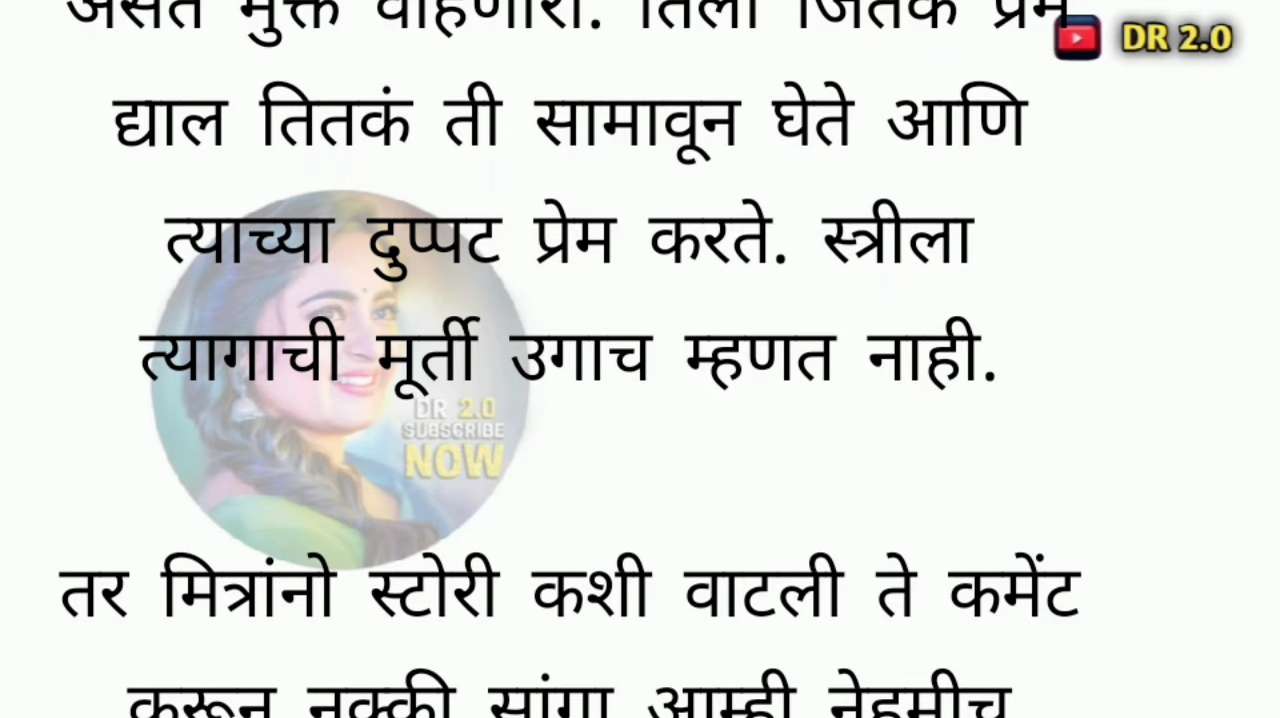 असतं मुक्त वाहणारी. तिला जितकं प्रेम
DR 2.0
द्याल तितकं ती सामावून घेते आणि
त्याच्या दुप्पट प्रेम करते. स्त्रीला
त्यागाची मूर्ती उगाच म्हणत नाही.
DR 2.0
SUBSCRIBE
NOW
तर मित्रांनो स्टोरी कशी वाटली ते कमेंट
करून नक्की सांगा आम्ही नेहमीच